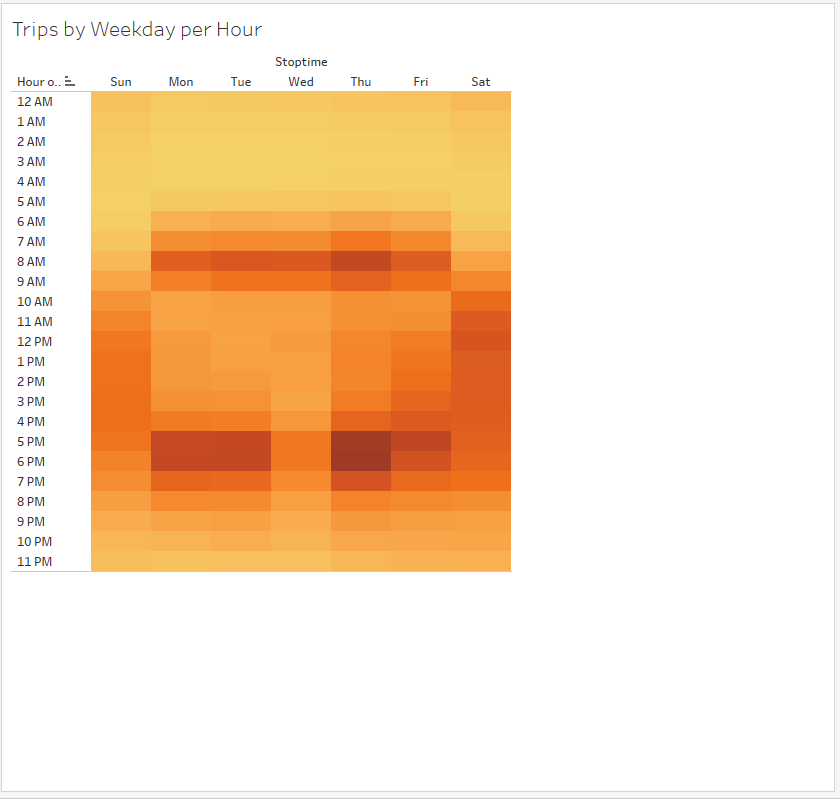 Trips by Weekday per Hour
Stoptime
Hour o.. Sun Mon Tue Wed Thu Fri Sat
12 AM
1 AM
2 AM
3 AM
4 AM
5 AM
6 AM
7 AM
8 AM
9 AM
10 AM
11 AM
12 PM
1 PM
2 PM
3 PM
4 PM
5 PM
6 PM
7 PM
8 PM
9 PM
10 PM
11 PM